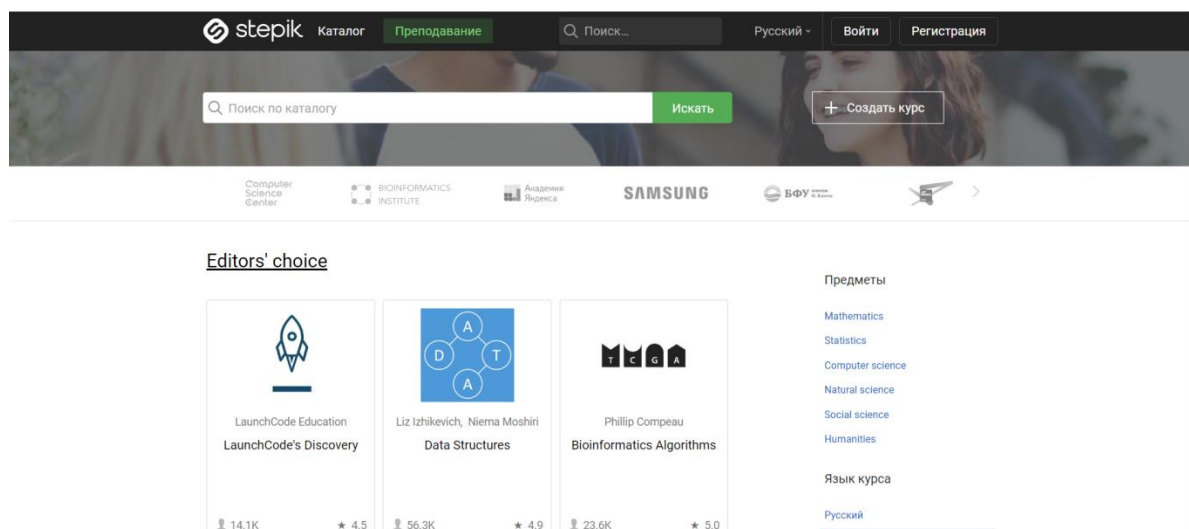 stepik Каталог Преподавание Поиск... Русский Войти Регистрация
Поиск по каталогу Искать + Создать курс
Computer
Science
Center
BIOINFORMATICS
INSTITUTE
Академия
Яндекса
SAMSUNG
БФУ
Editors' choice
D A T A
T C G A
LaunchCode Education
LaunchCode's Discovery
14.1K ★ 4.5
Liz Izhikevich, Niema Moshiri
Data Structures
56.3K ★ 4.9
Phillip Compeau
Bioinformatics Algorithms
23.6K ★ 5.0
Предметы
Mathematics
Statistics
Computer science
Natural science
Social science
Humanities
Язык курса
Русский